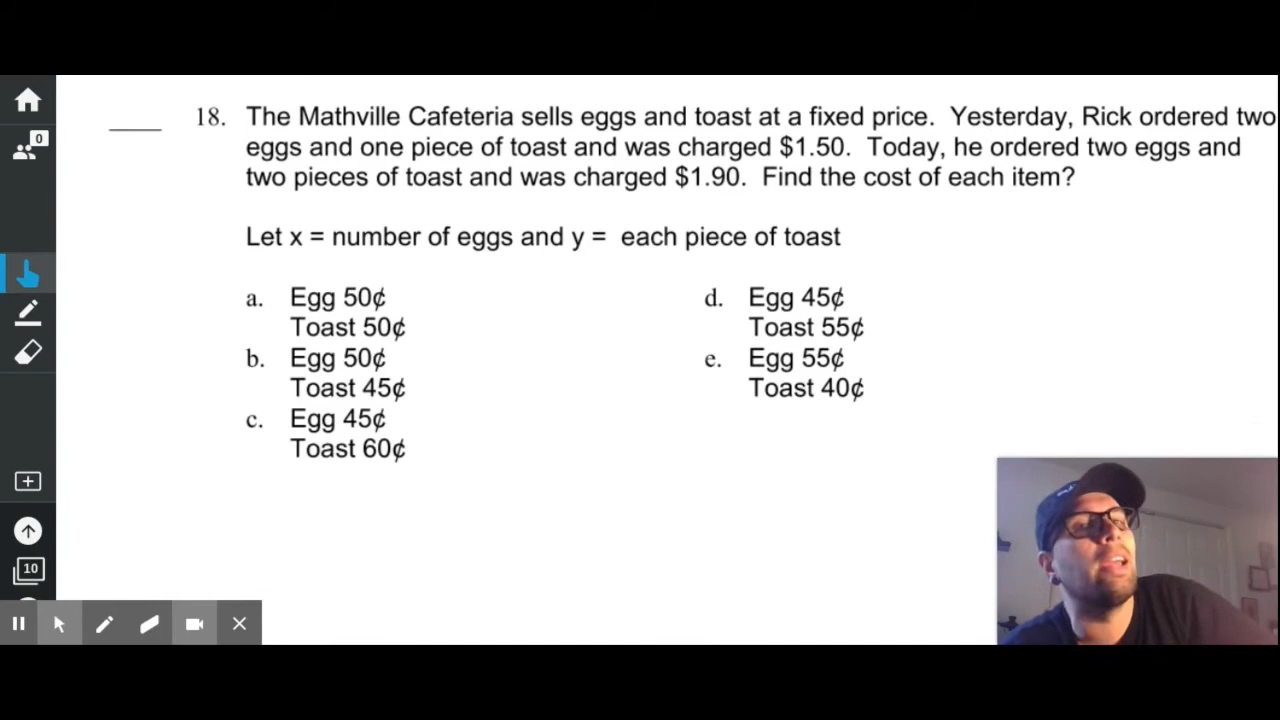 0
18. The Mathville Cafeteria sells eggs and toast at a fixed price. Yesterday, Rick ordered two
eggs and one piece of toast and was charged $1.50. Today, he ordered two eggs and
two pieces of toast and was charged $1.90. Find the cost of each item?
Let x = number of eggs and y = each piece of toast
a. Egg 50¢
Toast 50¢
b. Egg 50¢
Toast 45¢
c. Egg 45¢
Toast 60¢
d. Egg 45¢
Toast 55¢
e. Egg 55¢
Toast 40¢
10